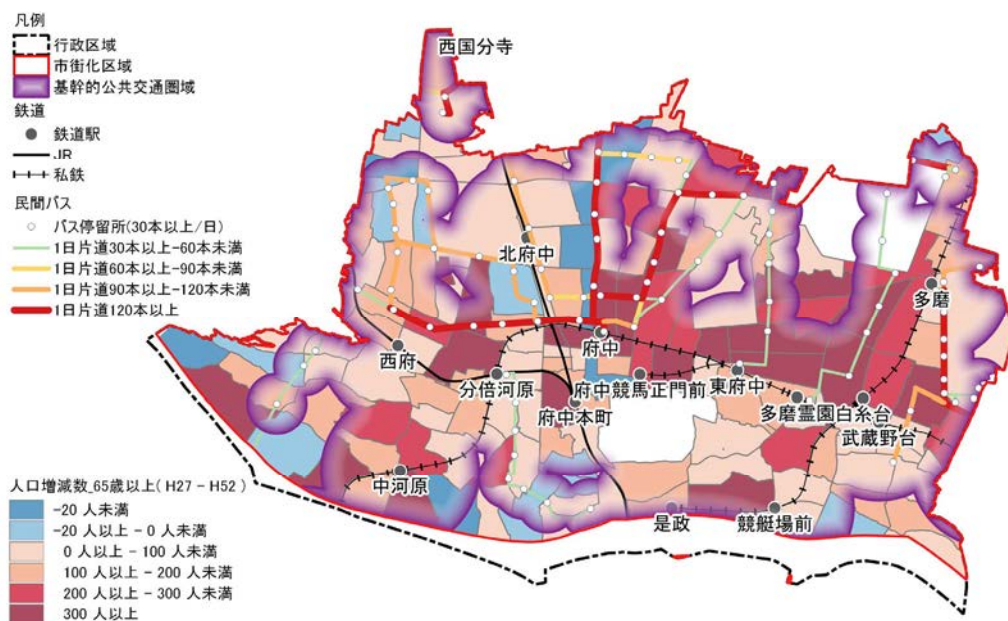 凡例
行政区域
市街化区域
基幹的公共交通圏域
鉄道
鉄道駅
JR
私鉄
民間バス
バス停留所(30本以上/日)
1日片道30本以上-60本未満
1日片道60本以上-90本未満
1日片道90本以上-120本未満
1日片道120本以上
西国分寺
北府中
多磨
西府
府中
分倍河原
府中競馬正門前
東府中
府中本町
多磨霊園
白糸台
武蔵野台
中河原
是政
競艇場前
人口増減数_65歳以上(H27-H52)
-20 人未満
-20 人以上-0 人未満
0 人以上-100 人未満
100 人以上-200 人未満
200 人以上-300 人未満
300 人以上